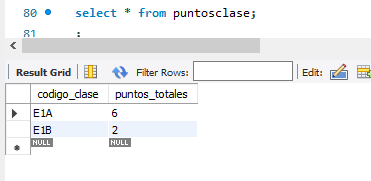 80 select * from puntosclase;
81 ;
Result Grid Filter Rows: Edit:
codigo_clase puntos_totales
E1A 6
E1B 2
NULL NULL